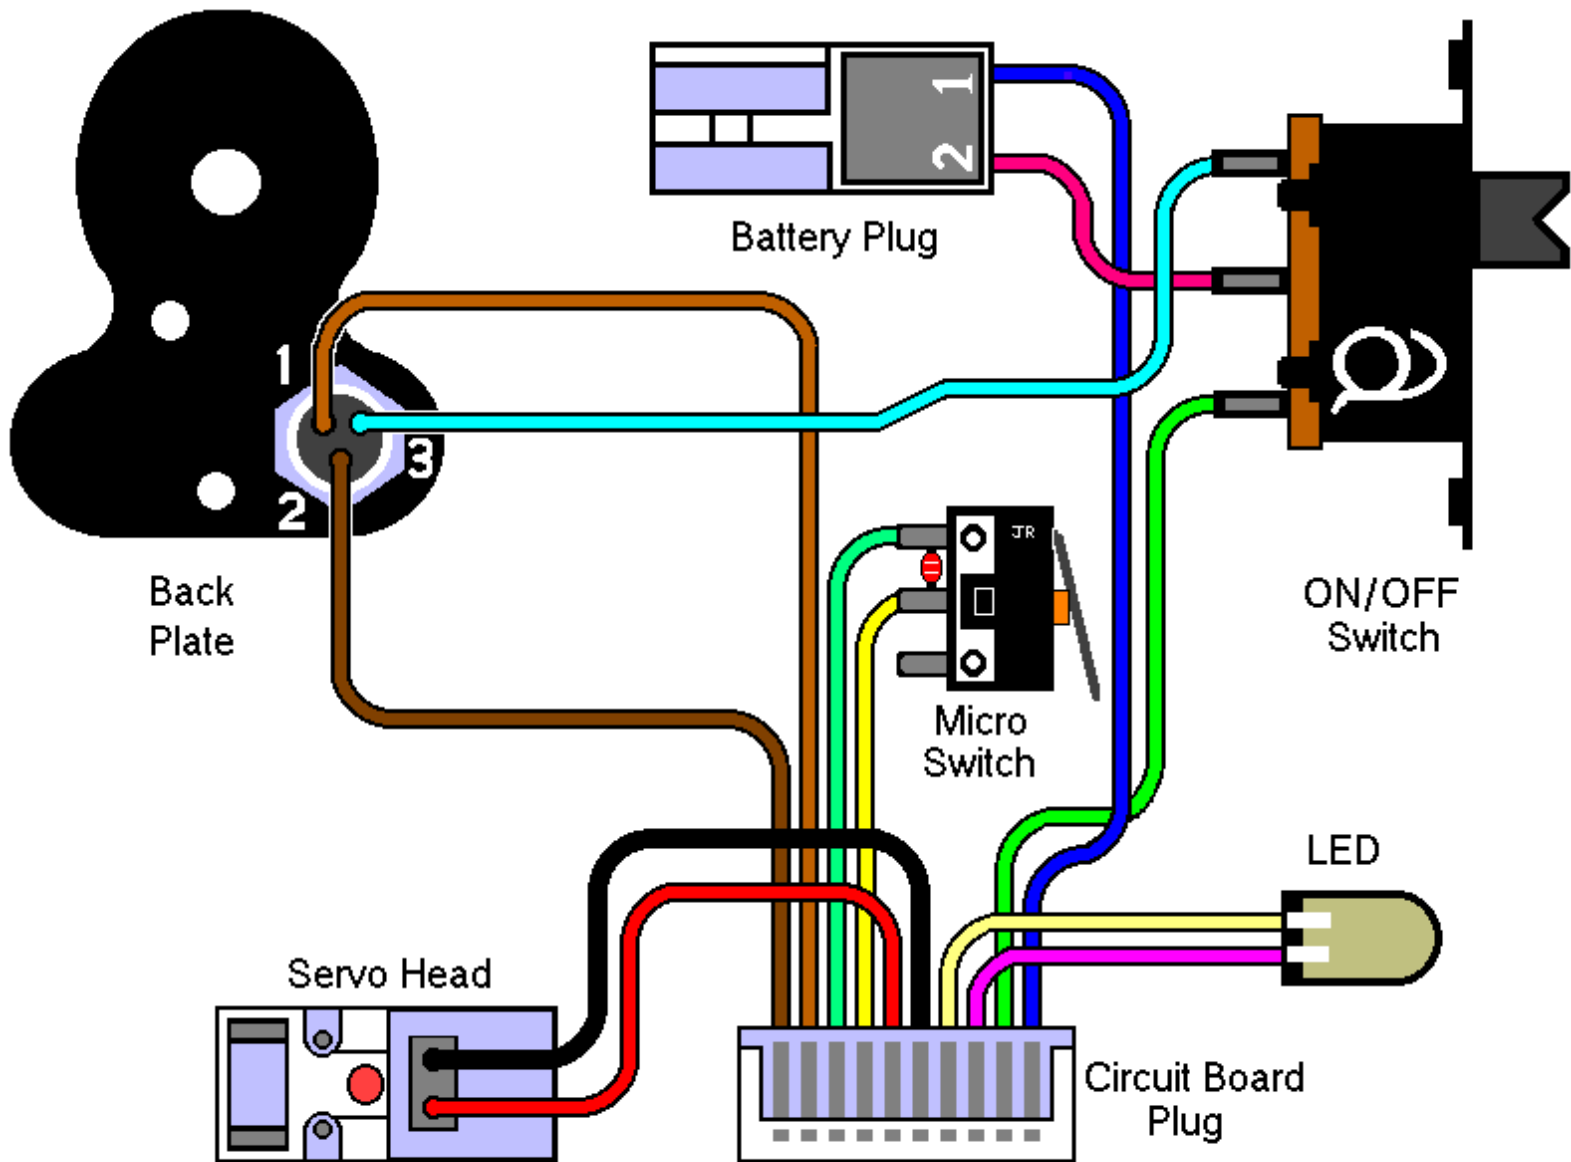 1
2
Battery Plug
1
3
2
Back
Plate
JR
ON/OFF
Switch
Micro
Switch
LED
Servo Head
Circuit Board
Plug